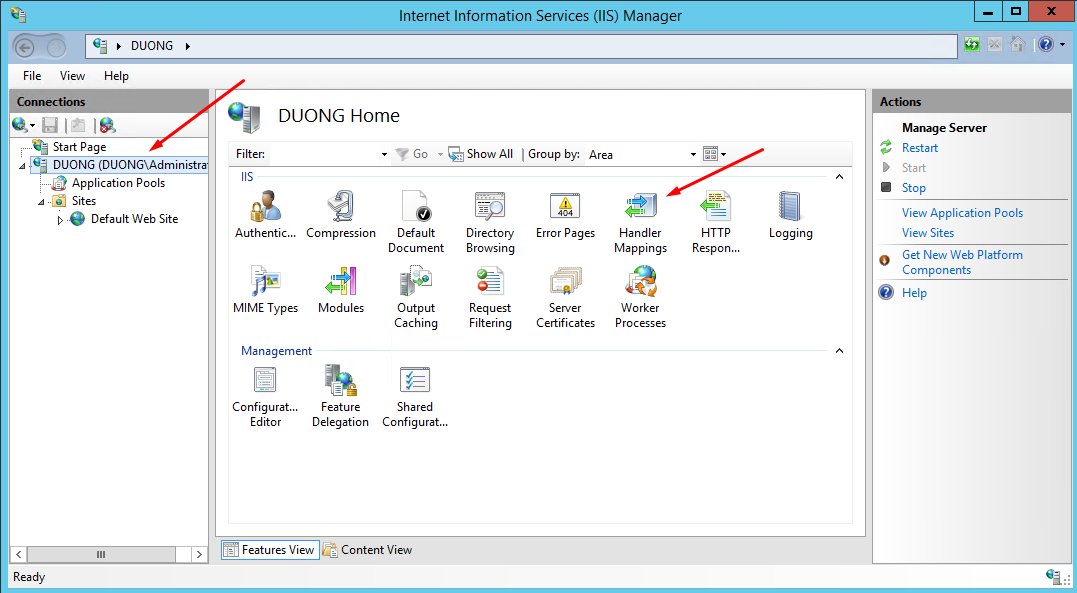 Internet Information Services (IIS) Manager
DUONG
File View Help
Connections
Start Page
DUONG (DUONG\Administra
Application Pools
Sites
Default Web Site
DUONG Home
Filter: Go Show All Group by: Area
IIS
Authentic... Compression Default Document Directory Browsing Error Pages 404 Handler Mappings HTTP Respon... Logging
MIME Types Modules Output Caching Request Filtering Server Certificates Worker Processes
Management
Configurat... Editor Feature Delegation Shared Configurat...
Features View Content View
Actions
Manage Server
Restart
Start
Stop
View Application Pools
View Sites
Get New Web Platform
Components
Help
Ready